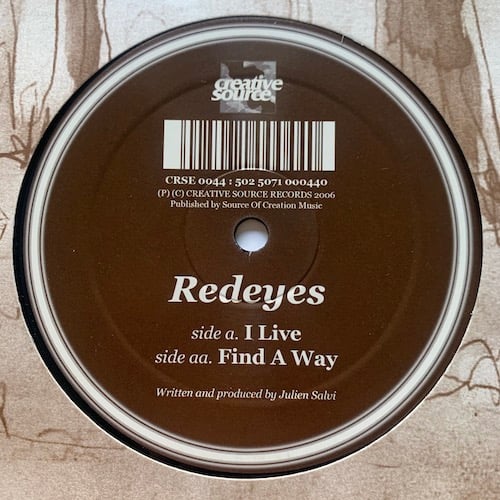 creative
source
CRSE 0044 : 502 5071 000440
(P) (C) CREATIVE SOURCE RECORDS 2006
Published by Source Of Creation Music
Redeyes
side a. I Live
side aa. Find A Way
Written and produced by Julien Salvi